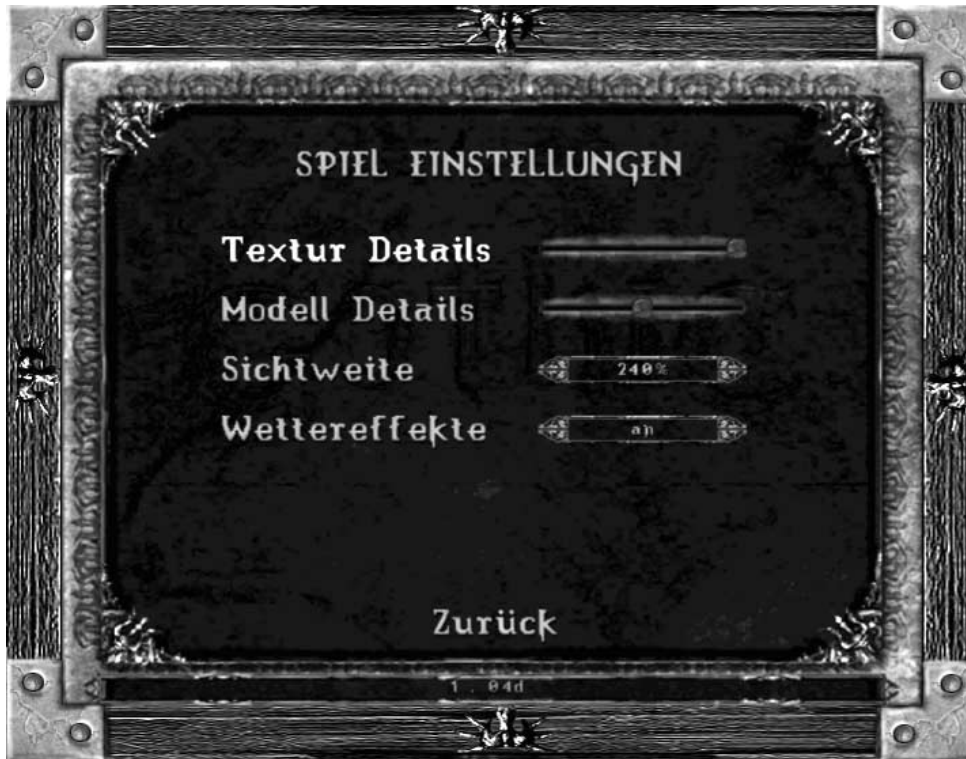 SPIEL EINSTELLUNGEN
Textur Details
Modell Details
Sichtweite 240%
Wettereffekte an
Zurück
1.04d